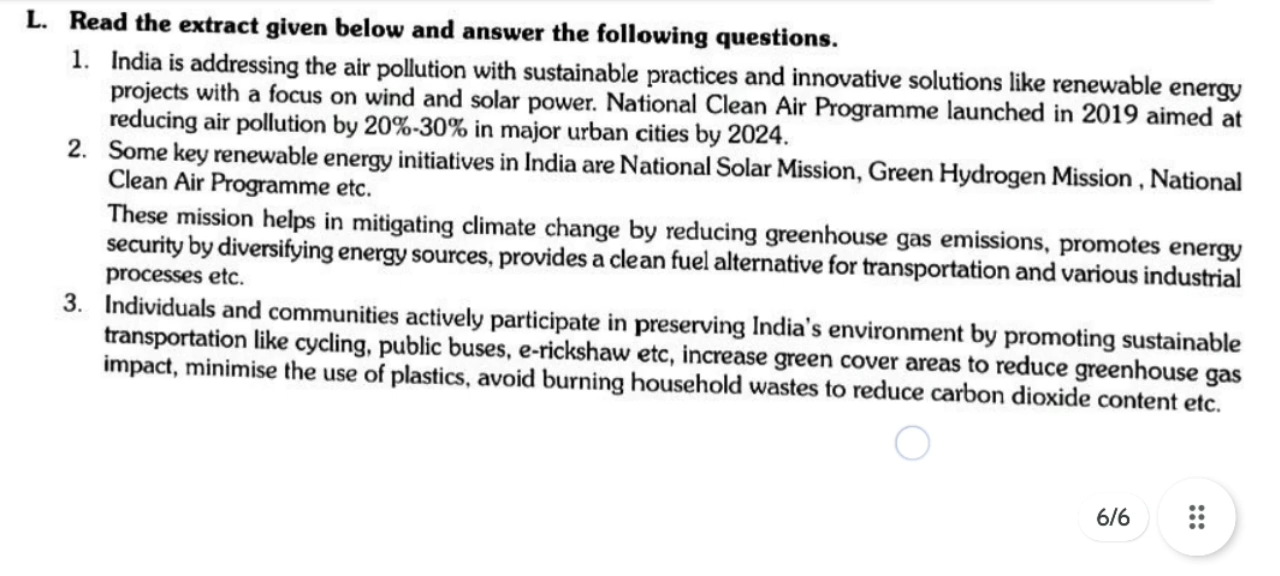 L. Read the extract given below and answer the following questions.
1. India is addressing the air pollution with sustainable practices and innovative solutions like renewable energy
projects with a focus on wind and solar power. National Clean Air Programme launched in 2019 aimed at
reducing air pollution by 20%-30% in major urban cities by 2024.
2. Some key renewable energy initiatives in India are National Solar Mission, Green Hydrogen Mission , National
Clean Air Programme etc.
These mission helps in mitigating climate change by reducing greenhouse gas emissions, promotes energy
security by diversifying energy sources, provides a clean fuel alternative for transportation and various industrial
processes etc.
3. Individuals and communities actively participate in preserving India's environment by promoting sustainable
transportation like cycling, public buses, e-rickshaw etc, increase green cover areas to reduce greenhouse gas
impact, minimise the use of plastics, avoid burning household wastes to reduce carbon dioxide content etc.
6/6